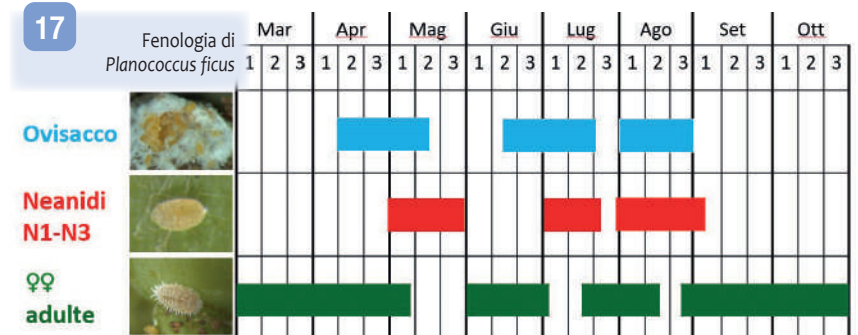 17
Fenologia di
Planococcus ficus
Mar Apr Mag Giu Lug Ago Set Ott
1 2 3 1 2 3 1 2 3 1 2 3 1 2 3 1 2 3 1 2 3 1 2 3
Ovisacco
Neanidi
N1-N3
♀♀
adulte